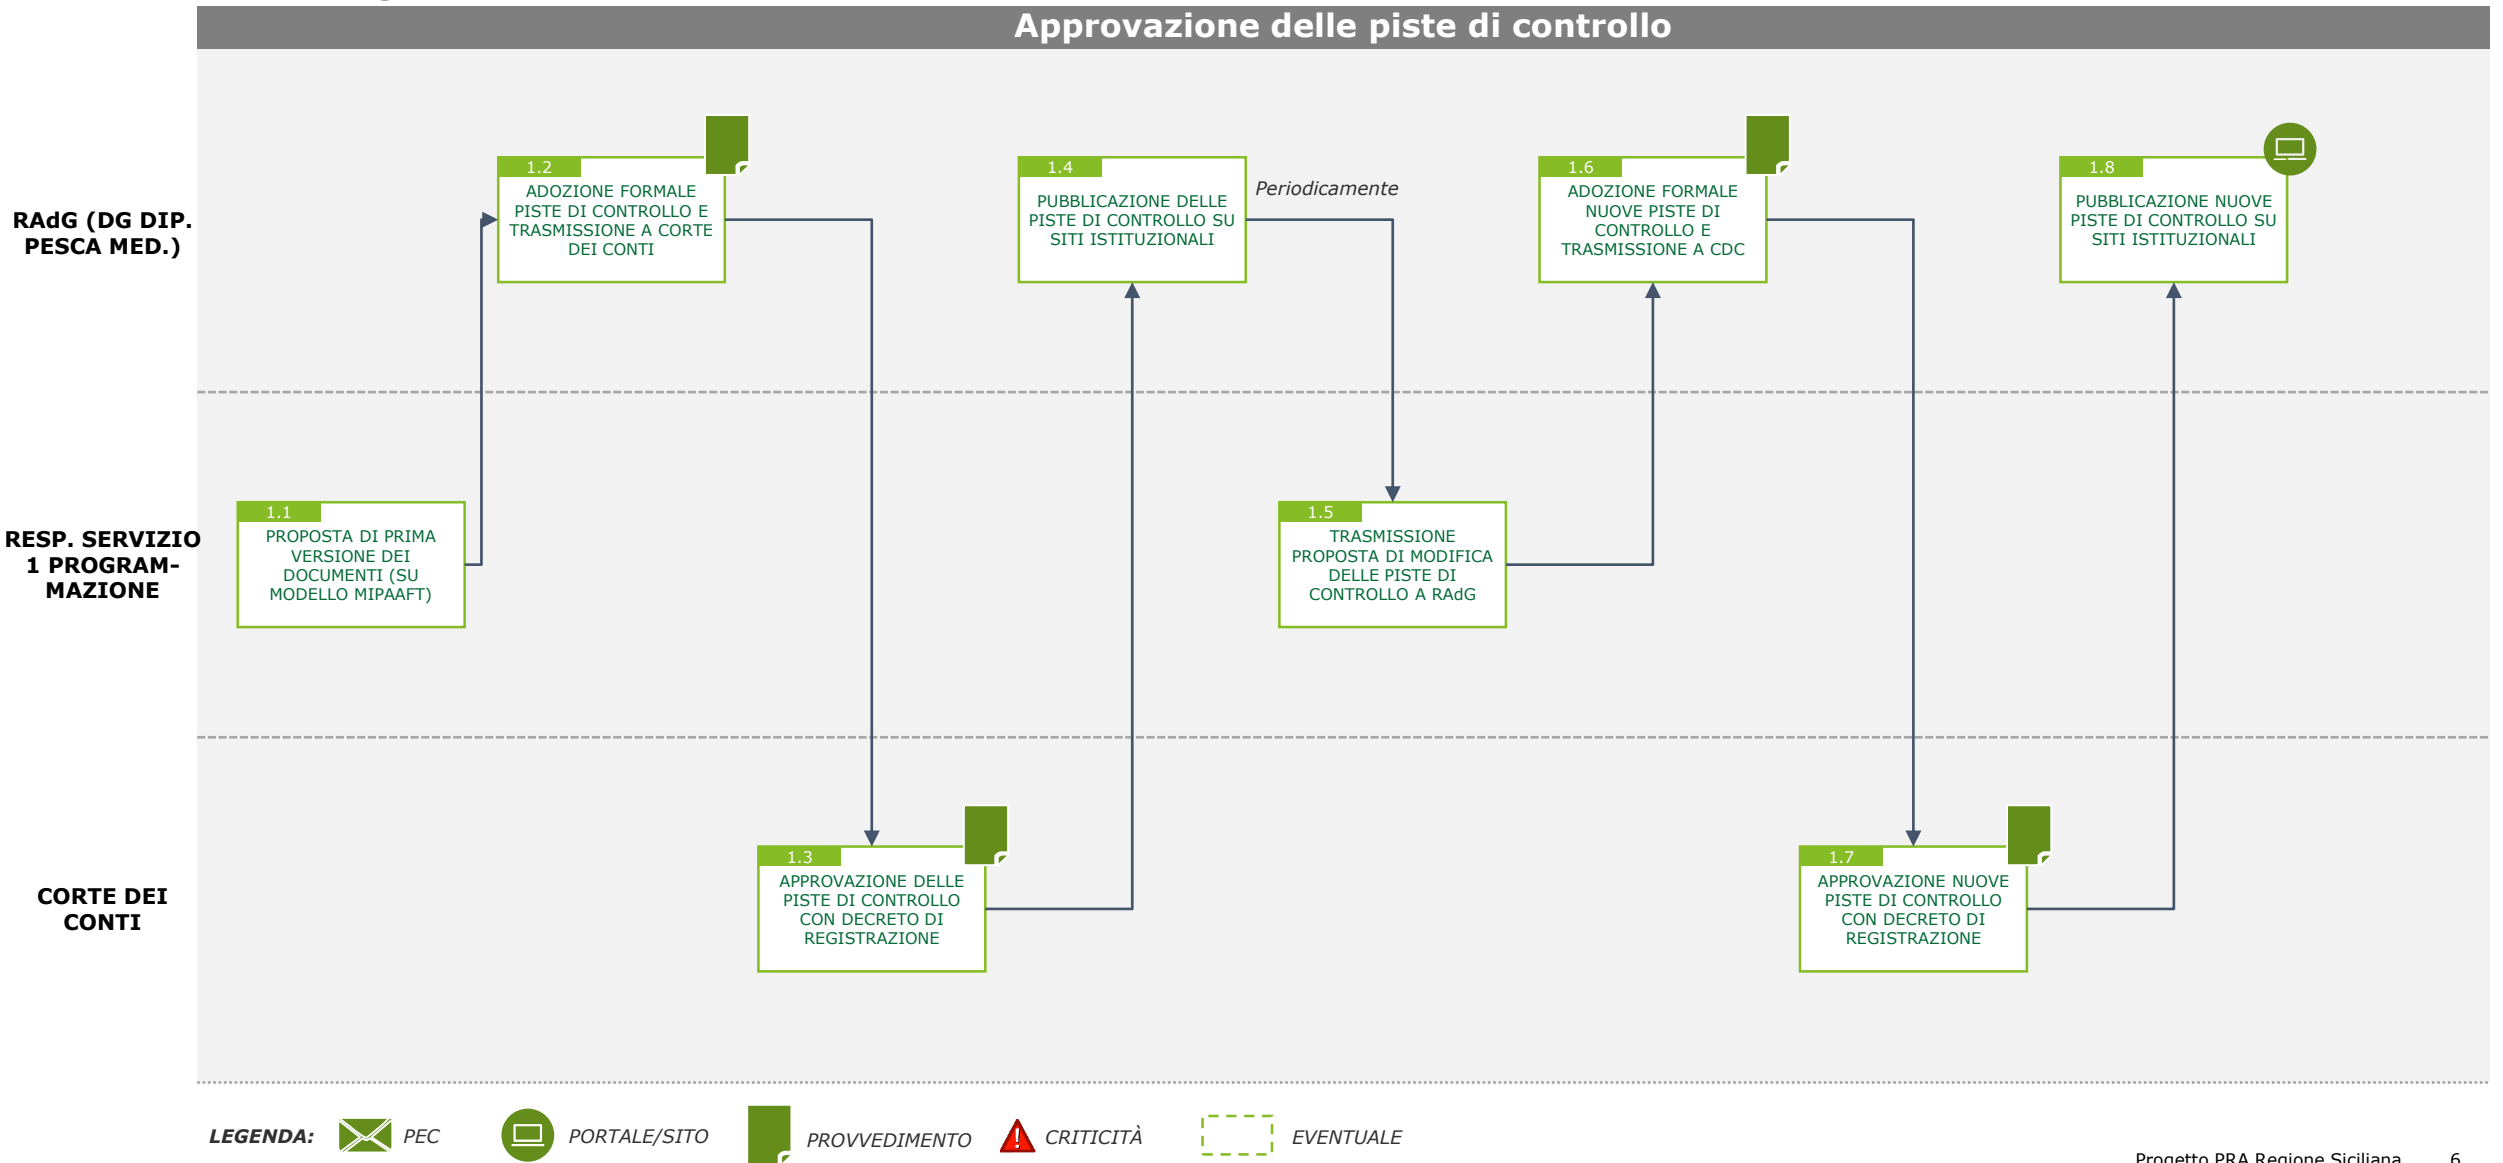 Approvazione delle piste di controllo
RAdG (DG DIP.
PESCA MED.)
1.2
ADOZIONE FORMALE
PISTE DI CONTROLLO E
TRASMISSIONE A CORTE
DEI CONTI
1.4
PUBBLICAZIONE DELLE
PISTE DI CONTROLLO SU
SITI ISTITUZIONALI
Periodicamente
1.6
ADOZIONE FORMALE
NUOVE PISTE DI
CONTROLLO E
TRASMISSIONE A CDC
1.8
PUBBLICAZIONE NUOVE
PISTE DI CONTROLLO SU
SITI ISTITUZIONALI
RESP. SERVIZIO
1 PROGRAM-
MAZIONE
1.1
PROPOSTA DI PRIMA
VERSIONE DEI
DOCUMENTI (SU
MODELLO MIPAAFT)
1.5
TRASMISSIONE
PROPOSTA DI MODIFICA
DELLE PISTE DI
CONTROLLO A RAdG
CORTE DEI
CONTI
1.3
APPROVAZIONE DELLE
PISTE DI CONTROLLO
CON DECRETO DI
REGISTRAZIONE
1.7
APPROVAZIONE NUOVE
PISTE DI CONTROLLO
CON DECRETO DI
REGISTRAZIONE
LEGENDA:
PEC
PORTALE/SITO
PROVVEDIMENTO
CRITICITÀ
EVENTUALE
Progetto PRA Regione Siciliana
6